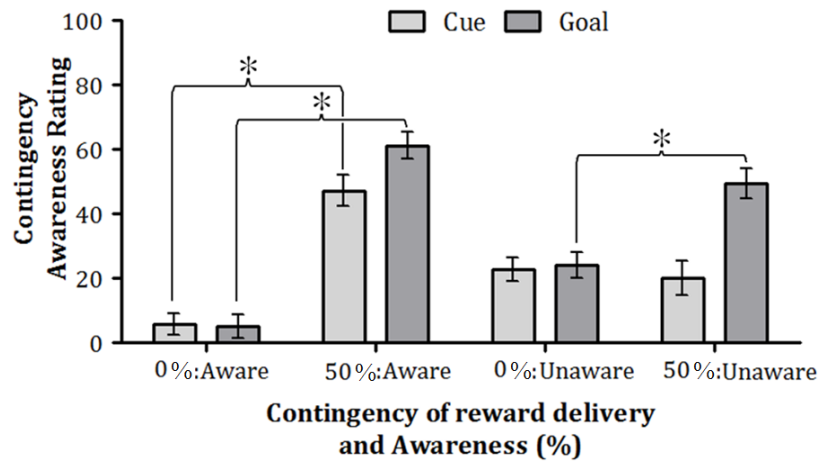 Cue Goal
Contingency
Awareness Rating
100
80
60
40
20
0
*
*
*
0%:Aware 50%:Aware 0%:Unaware 50%:Unaware
Contingency of reward delivery
and Awareness (%)